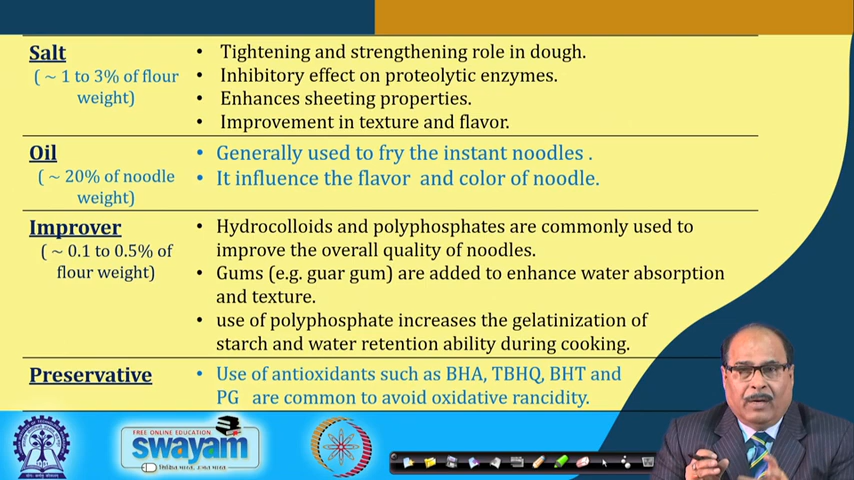 Salt
( ~ 1 to 3% of flour
weight)
• Tightening and strengthening role in dough.
• Inhibitory effect on proteolytic enzymes.
• Enhances sheeting properties.
• Improvement in texture and flavor.
Oil
( ~ 20% of noodle
weight)
• Generally used to fry the instant noodles .
• It influence the flavor and color of noodle.
Improver
( ~ 0.1 to 0.5% of
flour weight)
• Hydrocolloids and polyphosphates are commonly used to
improve the overall quality of noodles.
• Gums (e.g. guar gum) are added to enhance water absorption
and texture.
• use of polyphosphate increases the gelatinization of
starch and water retention ability during cooking.
Preservative
• Use of antioxidants such as BHA, TBHQ, BHT and
PG are common to avoid oxidative rancidity.
FREE ONLINE EDUCATION
swayam